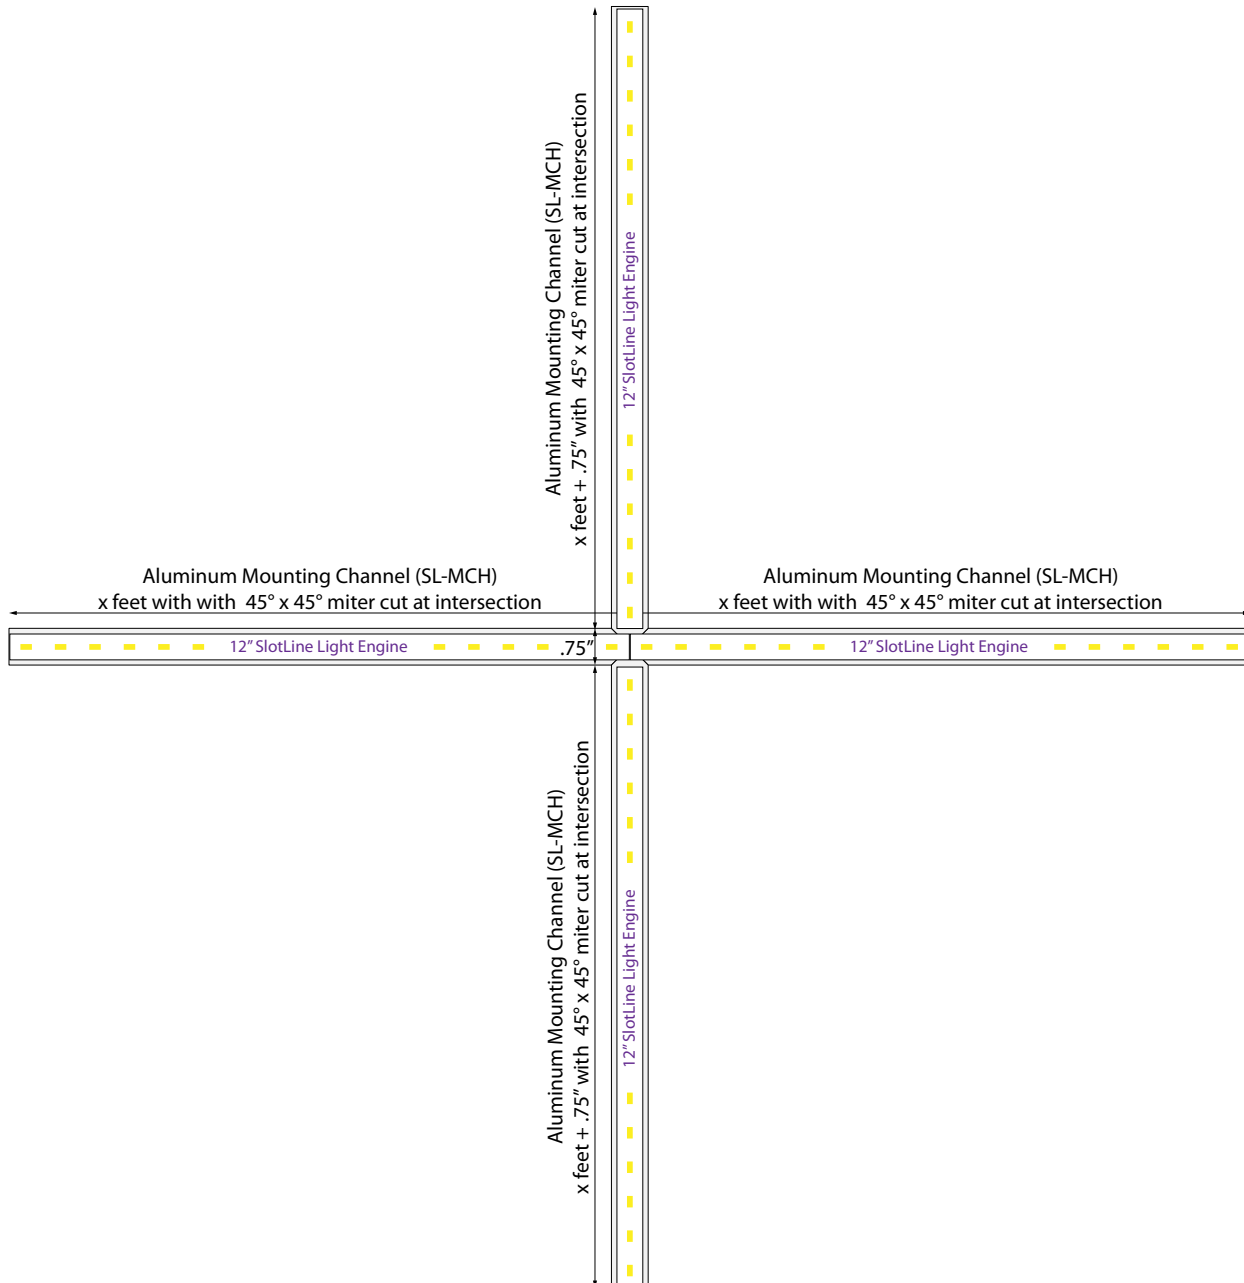 Aluminum Mounting Channel (SL-MCH)
x feet + .75” with  45° x 45° miter cut at intersection
12” SlotLine Light Engine
Aluminum Mounting Channel (SL-MCH)
x feet with with  45° x 45° miter cut at intersection
Aluminum Mounting Channel (SL-MCH)
x feet with with  45° x 45° miter cut at intersection
12” SlotLine Light Engine
.75”
12” SlotLine Light Engine
Aluminum Mounting Channel (SL-MCH)
x feet + .75” with  45° x 45° miter cut at intersection
12” SlotLine Light Engine